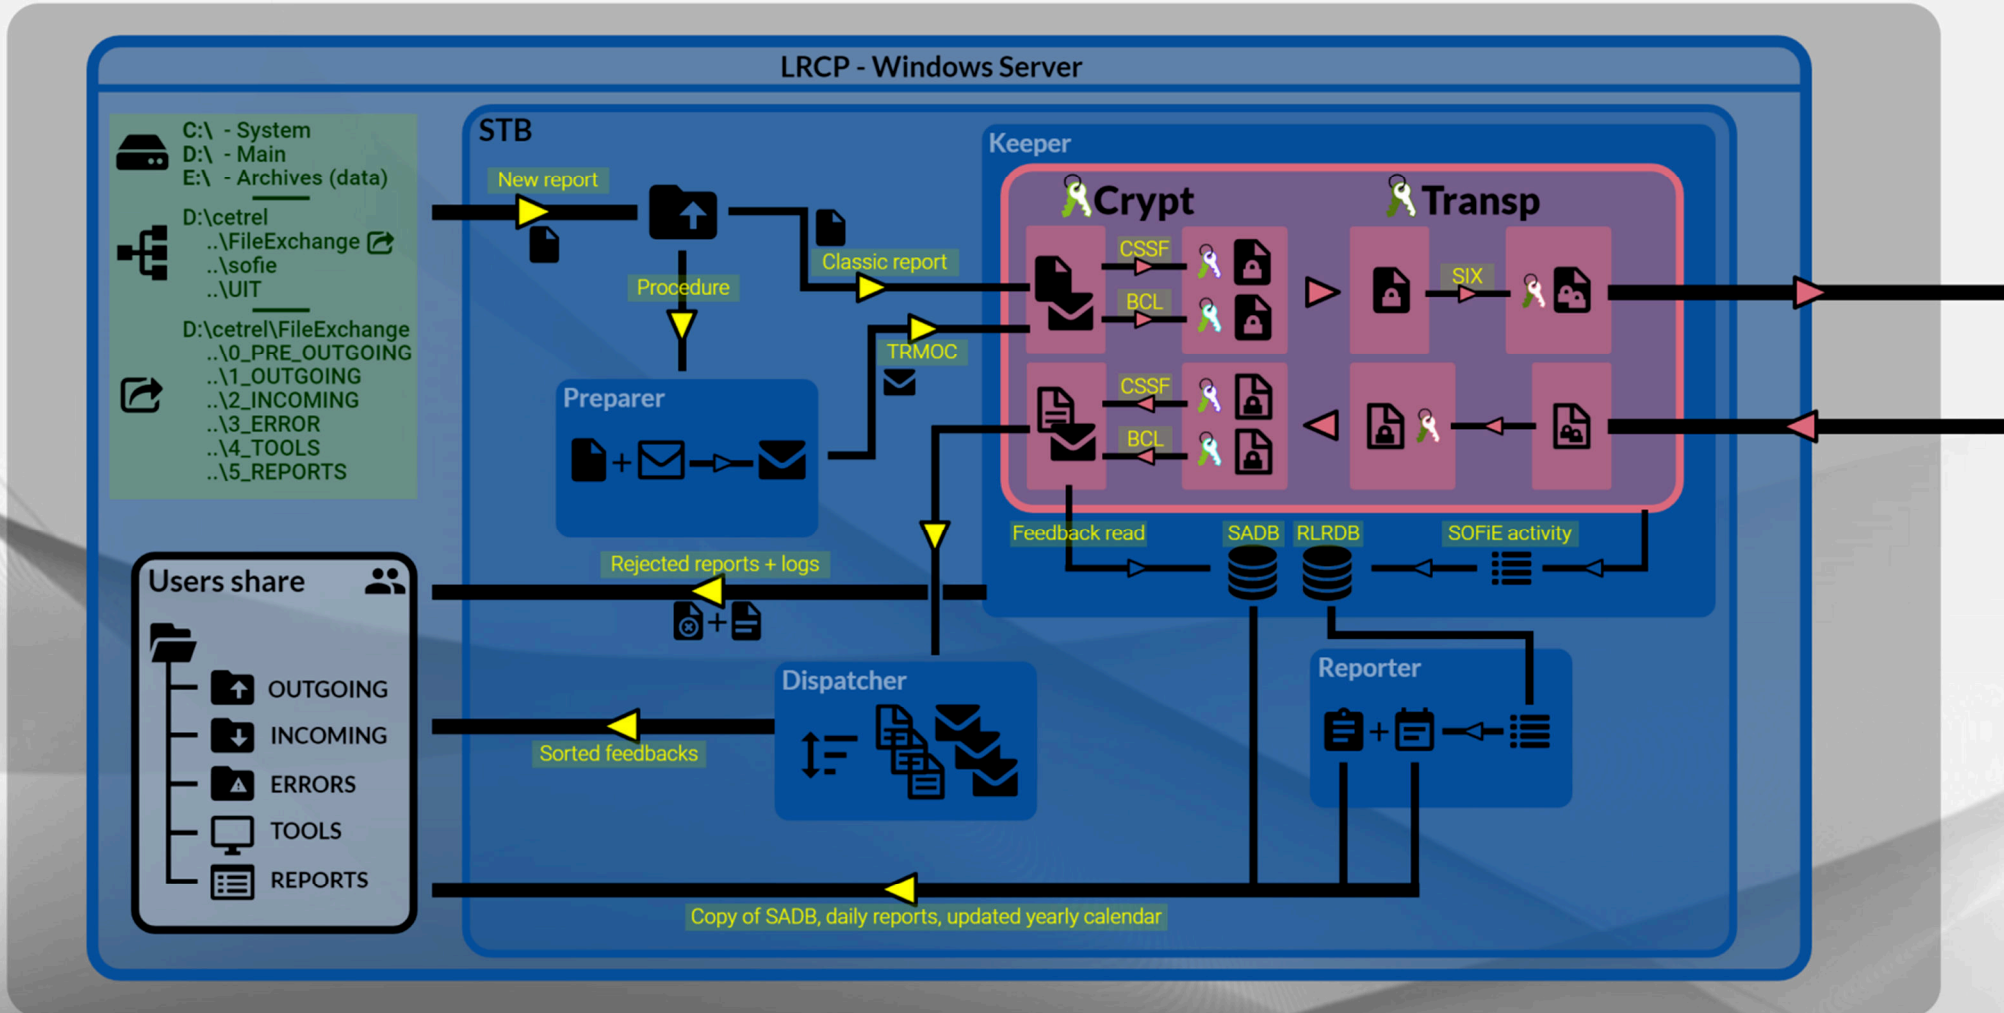 LRCP - Windows Server
C:\ - System
D:\ - Main
E:\ - Archives (data)
D:\cetrel
..\FileExchange
..\sofie
..\UIT
D:\cetrel\FileExchange
..\0_PRE_OUTGOING
..\1_OUTGOING
..\2_INCOMING
..\3_ERROR
..\4_TOOLS
..\5_REPORTS
Users share
OUTGOING
INCOMING
ERRORS
TOOLS
REPORTS
STB
New report
Procedure
Classic report
TRMOC
Preparer
Keeper
Crypt
Transp
CSSF
BCL
SIX
CSSF
BCL
Feedback read
SADB
RLRDB
SOFiE activity
Rejected reports + logs
Dispatcher
Sorted feedbacks
Reporter
Copy of SADB, daily reports, updated yearly calendar